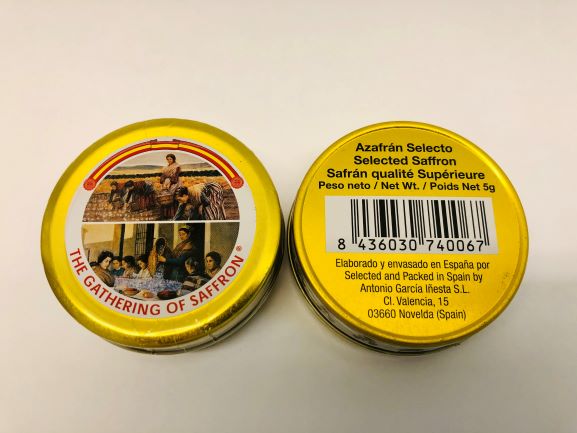 THE GATHERING OF SAFFRON ®
Azafrán Selecto
Selected Saffron
Safrán qualité Supérieure
Peso neto / Net Wt. / Poids Net 5g
8 436030 740067
Elaborado y envasado en España por
Selected and Packed in Spain by
Antonio Garcia Iñesta S.L.
Cl. Valencia, 15
03660 Novelda (Spain)